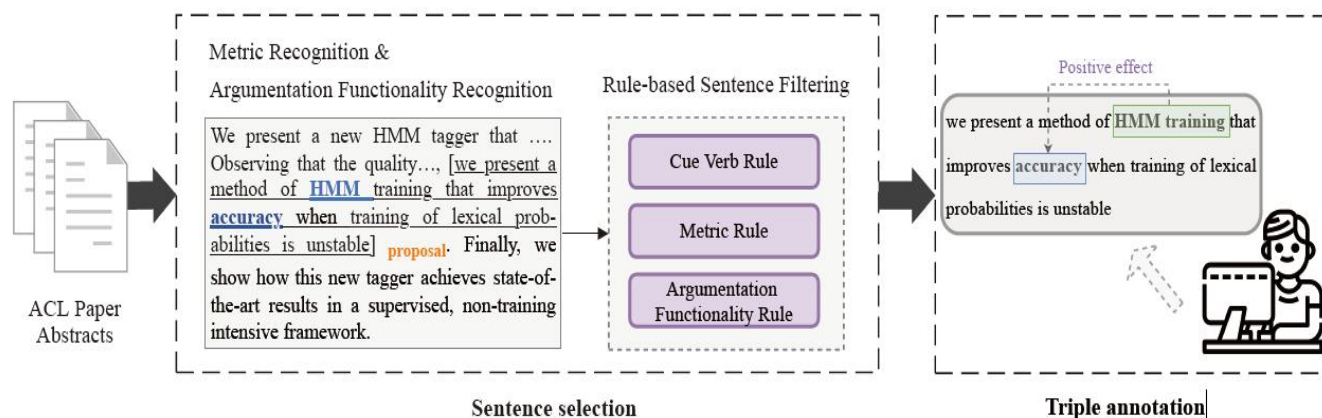 ACL Paper
Abstracts
Metric Recognition &
Argumentation Functionality Recognition
We present a new HMM tagger that ….
Observing that the quality…, [we present a
method of HMM training that improves
accuracy when training of lexical prob-
abilities is unstable] proposal. Finally, we
show how this new tagger achieves state-of-
the-art results in a supervised, non-training
intensive framework.
Rule-based Sentence Filtering
Cue Verb Rule
Metric Rule
Argumentation
Functionality Rule
Sentence selection
Positive effect
we present a method of HMM training that
improves accuracy when training of lexical
probabilities is unstable
Triple annotation